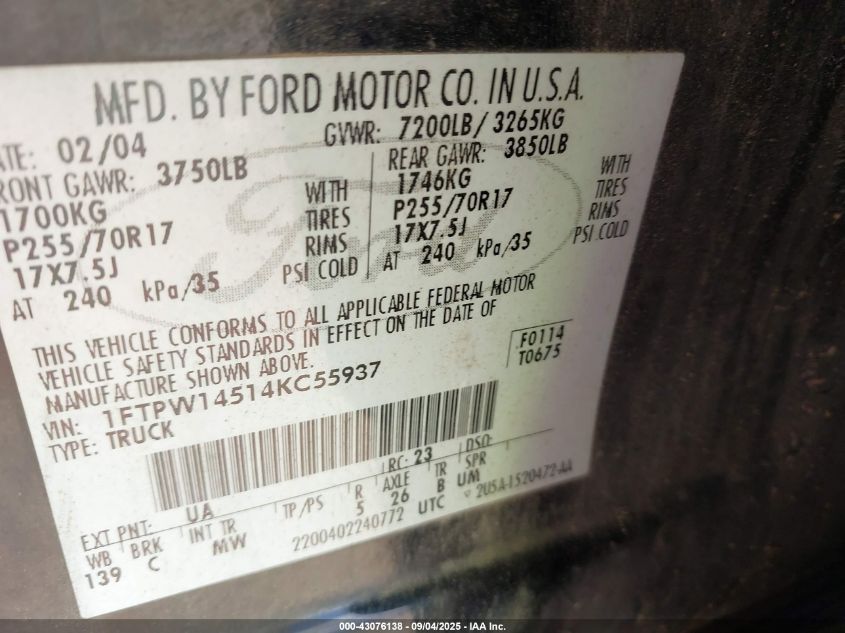 MFD. BY FORD MOTOR CO. IN U.S.A.
ATE: 02/04 GVWR: 7200LB/ 3265KG
RONT GAWR: 3750LB REAR GAWR: 3850LB
1700KG WITH 1746KG WITH
P255/70R17 TIRES P255/70R17 TIRES
17X7.5J RIMS 17X7.5J RIMS
AT 240 kPa/35 PSI COLD AT 240 kPa/35 PSI COLD
Ford
THIS VEHICLE CONFORMS TO ALL APPLICABLE FEDERAL MOTOR
VEHICLE SAFETY STANDARDS IN EFFECT ON THE DATE OF
MANUFACTURE SHOWN ABOVE.
F0114
T0675
VIN: 1FTPW14514KC55937
TYPE: TRUCK
EXT PNT: UA RC: 23 DSO:
WB BRK INT TR TP/PS R AXLE TR SPR
139 C MW 5 26 B UM
2200402240772 UTC ▽ 2U5A-1520472-AA
000-43076138 - 09/04/2025 - IAA Inc.